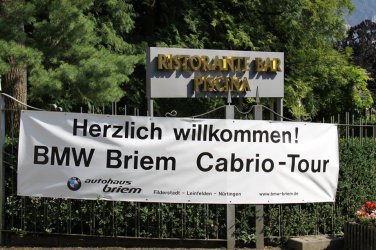 RISTORANTE BAR
PISCINA
Herzlich willkommen!
BMW Briem Cabrio-Tour
autohaus
briem
Filderstadt - Leinfelden - Nürtingen
www.bmw-briem.de